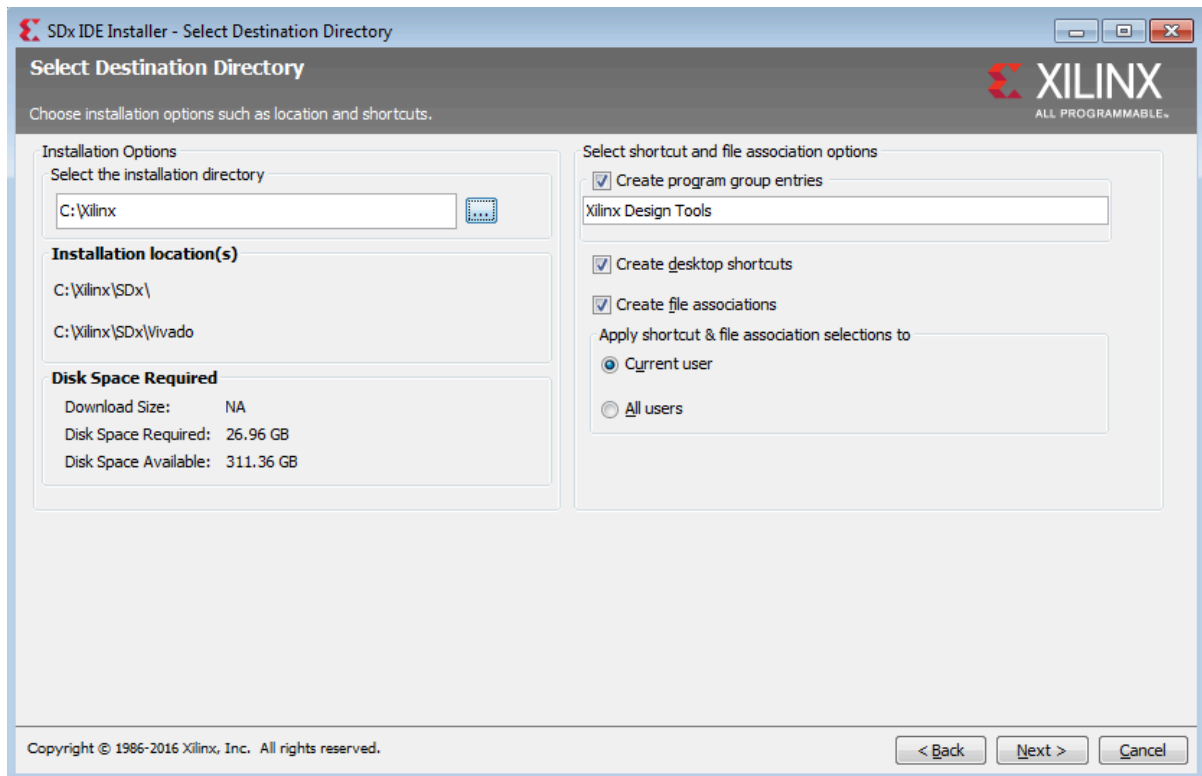 SDx IDE Installer - Select Destination Directory
Select Destination Directory
XILINX
ALL PROGRAMMABLE™
Choose installation options such as location and shortcuts.
Installation Options
Select the installation directory
C:\Xilinx
...
Installation location(s)
C:\Xilinx\SDx\
C:\Xilinx\SDx\Vivado
Disk Space Required
Download Size: NA
Disk Space Required: 26.96 GB
Disk Space Available: 311.36 GB
Select shortcut and file association options
Create program group entries
Xilinx Design Tools
Create desktop shortcuts
Create file associations
Apply shortcut & file association selections to
Current user
All users
Copyright © 1986-2016 Xilinx, Inc. All rights reserved.
< Back
Next >
Cancel